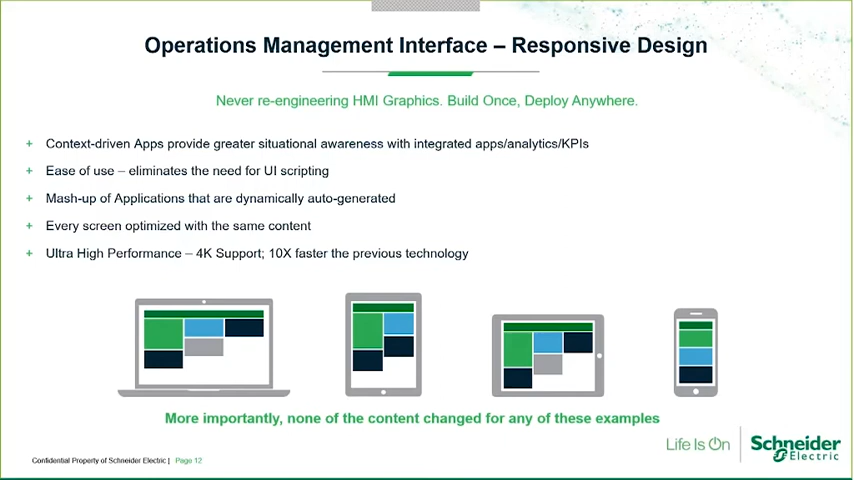 Operations Management Interface – Responsive Design
Never re-engineering HMI Graphics. Build Once, Deploy Anywhere.
+ Context-driven Apps provide greater situational awareness with integrated apps/analytics/KPIs
+ Ease of use – eliminates the need for UI scripting
+ Mash-up of Applications that are dynamically auto-generated
+ Every screen optimized with the same content
+ Ultra High Performance – 4K Support; 10X faster the previous technology
More importantly, none of the content changed for any of these examples
Life Is On
Schneider
Electric
Confidential Property of Schneider Electric | Page 12